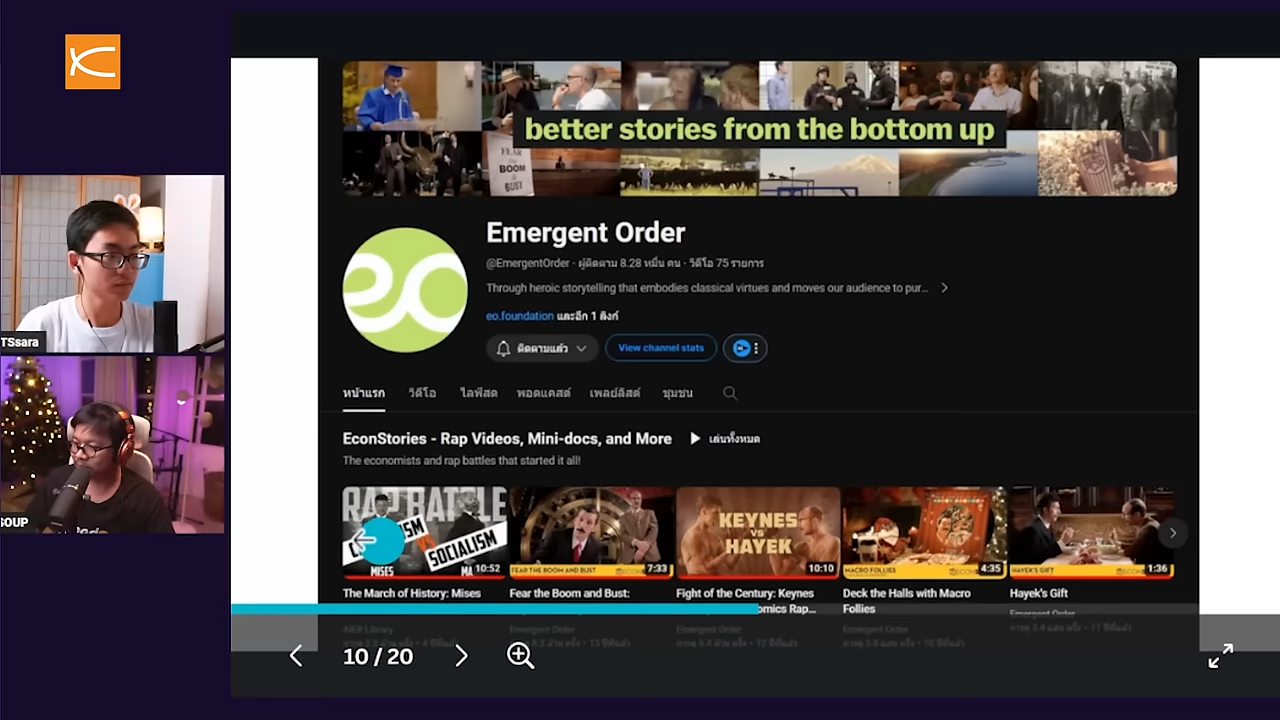 better stories from the bottom up
FEAR
the
BOOM
&
BUST
Emergent Order
@EmergentOrder · ผู้ติดตาม 8.28 หมื่น คน · วิดีโอ 75 รายการ
Through heroic storytelling that embodies classical virtues and moves our audience to pur...
eo.foundation และอีก 1 ลิงก์
ติดตามแล้ว
View channel stats
หน้าแรก วิดีโอ ไลฟ์สด พอดแคสต์ เพลย์ลิสต์ ชุมชน
EconStories - Rap Videos, Mini-docs, and More
เล่นทั้งหมด
The economists and rap battles that started it all!
RAP BATTLE
SOCIALISM
MISES
10:52
FEAR THE BOOM AND BUST
7:33
KEYNES
VS
HAYEK
10:10
MACRO FOLLIES
4:35
HAYEK'S GIFT
1:36
The March of History: Mises
Fear the Boom and Bust:
Fight of the Century: Keynes
Deck the Halls with Macro
Follies
Hayek's Gift
Emergent Order
10 / 20
TSsara
SOUP